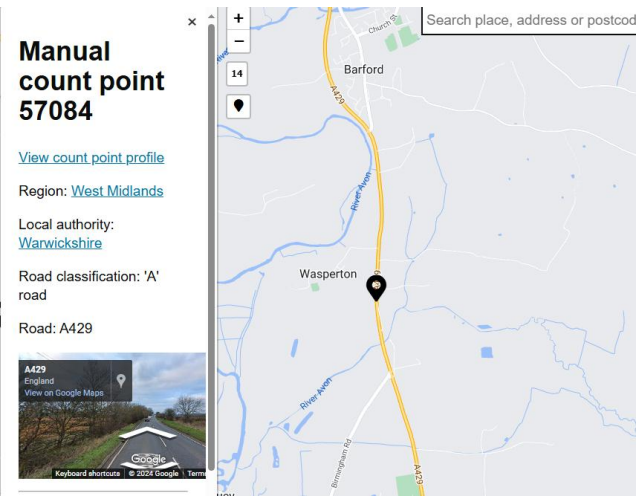 ×
Manual
count point
57084
View count point profile
Region: West Midlands
Local authority:
Warwickshire
Road classification: 'A'
road
Road: A429
A429
England
View on Google Maps
Google
Keyboard shortcuts
© 2024 Google
Terms
+
−
14
Search place, address or postcod
Church St
Barford
A429
River Avon
Wasperton
River Avon
Birmingham Rd
A429